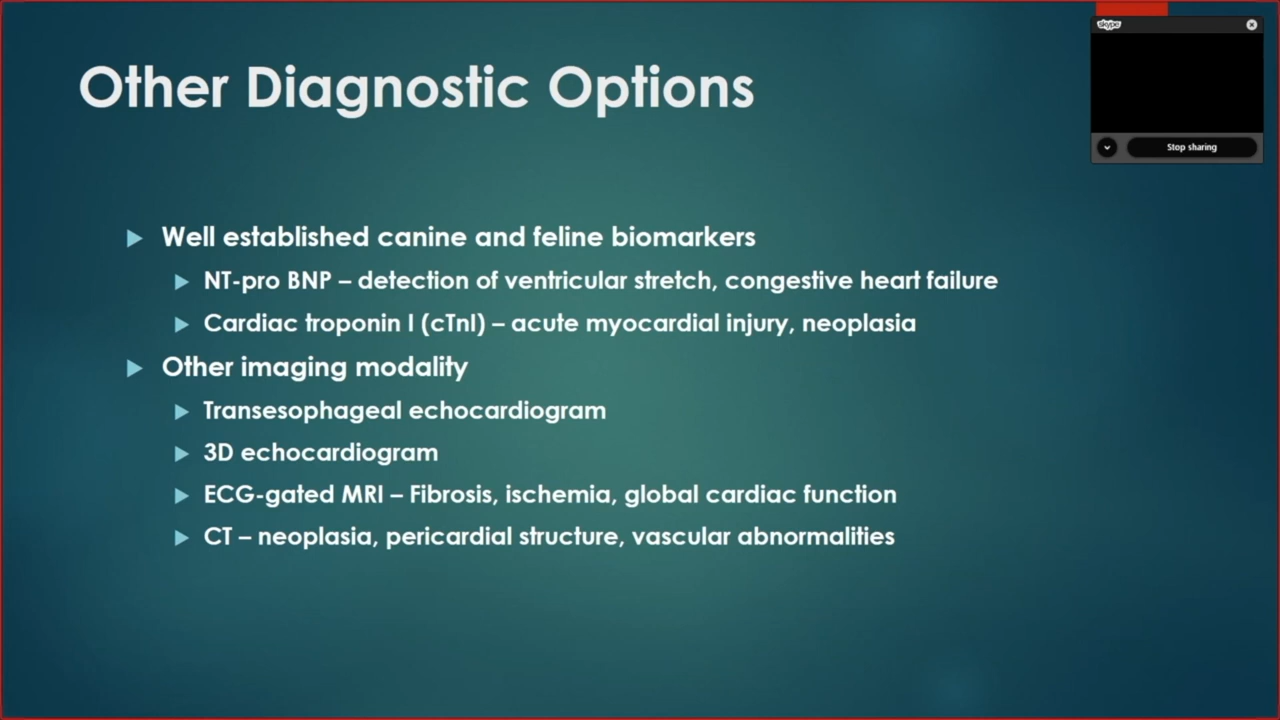 skype
Other Diagnostic Options
Stop sharing
Well established canine and feline biomarkers
NT-pro BNP – detection of ventricular stretch, congestive heart failure
Cardiac troponin I (cTnI) – acute myocardial injury, neoplasia
Other imaging modality
Transesophageal echocardiogram
3D echocardiogram
ECG-gated MRI – Fibrosis, ischemia, global cardiac function
CT – neoplasia, pericardial structure, vascular abnormalities